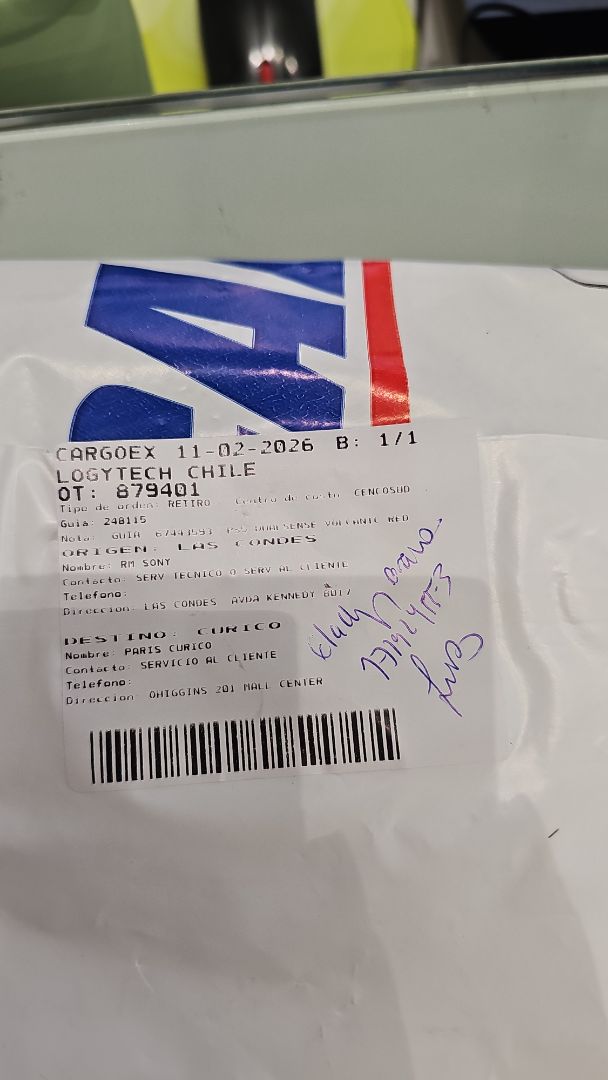 CARGOEX 11-02-2026 B: 1/1
LOGYTECH CHILE
OT: 879401
Tipo de orden: RETIRO Centro de costo CENCOSUD
Guia: 248115
Nota: GUIA 67443593 PS5 DUALSENSE VOLCANIC RED
ORIGEN: LAS CONDES
Nombre: RM SONY
Contacto: SERV TECNICO O SERV AL CLIENTE
Telefono:
Direccion: LAS CONDES AVDA KENNEDY 6017
DESTINO: CURICO
Nombre: PARIS CURICO
Contacto: SERVICIO AL CLIENTE
Telefono:
Direccion: OHIGGINS 201 MALL CENTER